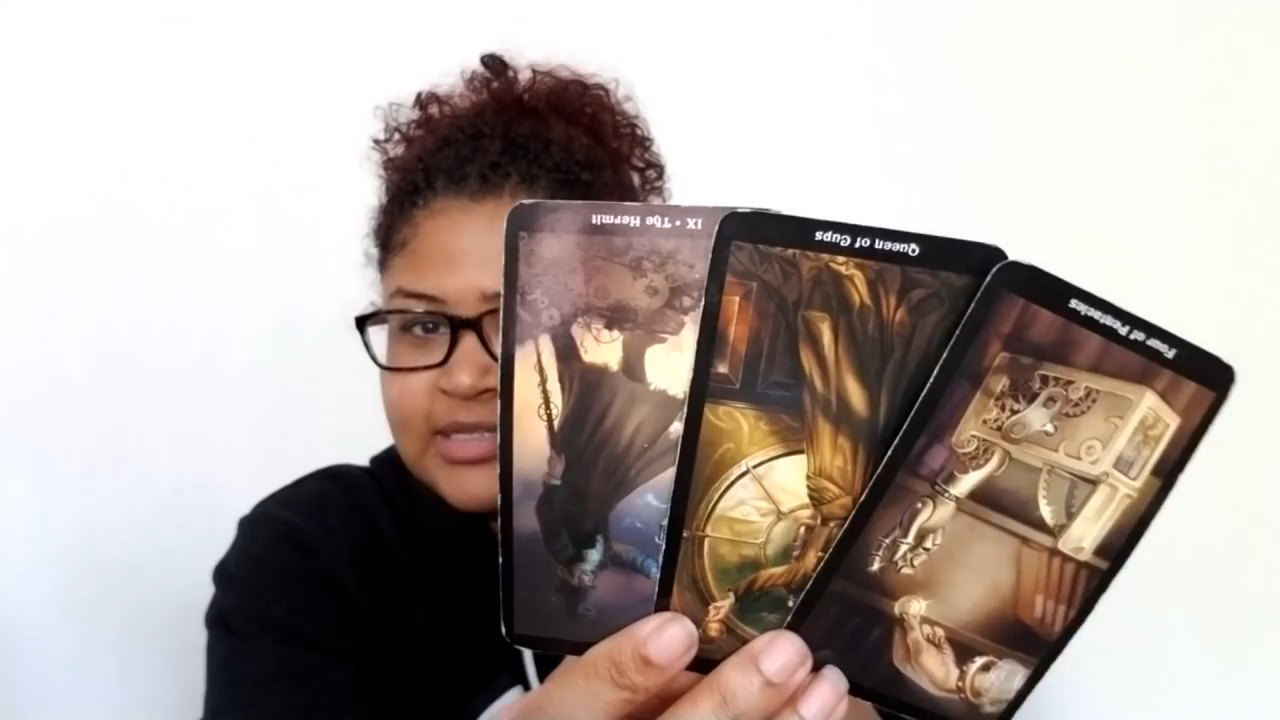 IX • The Hermit
Queen of Cups
Four of Pentacles